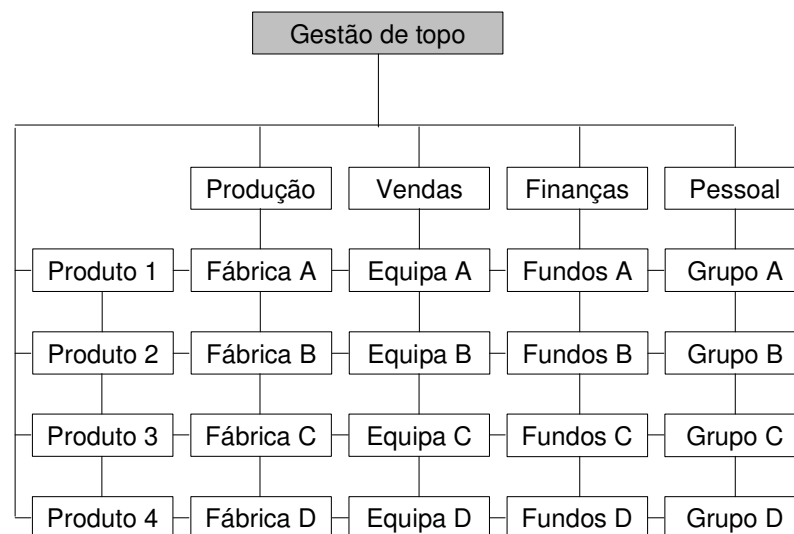 Gestão de topo
Produção Vendas Finanças Pessoal
Produto 1 Fábrica A Equipa A Fundos A Grupo A
Produto 2 Fábrica B Equipa B Fundos B Grupo B
Produto 3 Fábrica C Equipa C Fundos C Grupo C
Produto 4 Fábrica D Equipa D Fundos D Grupo D